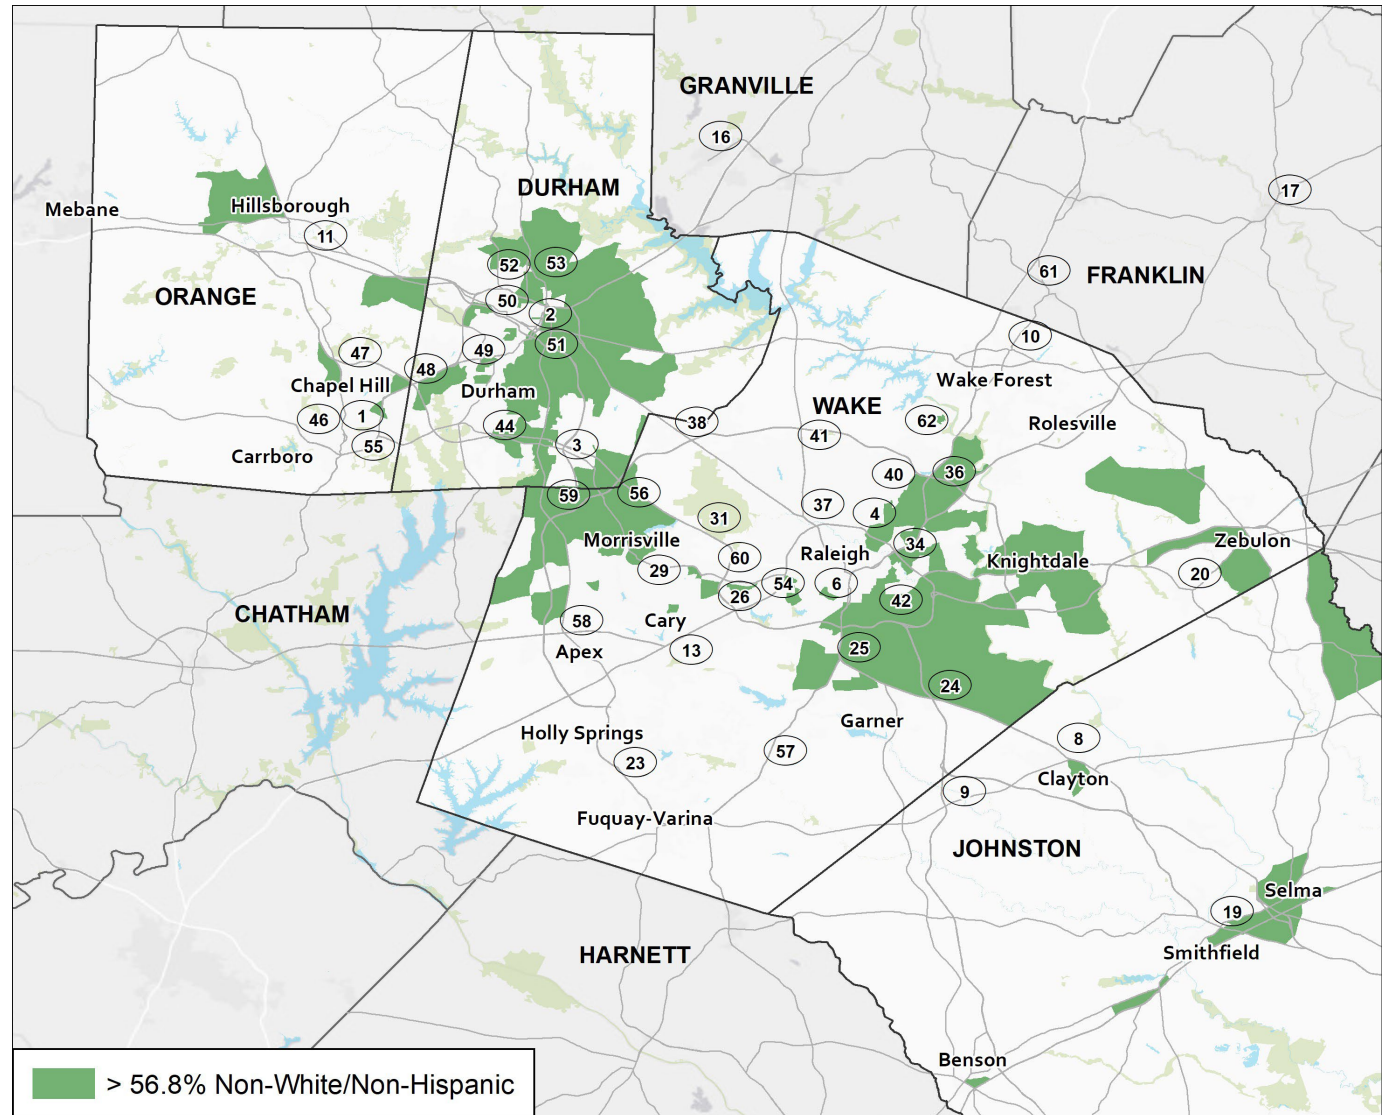 GRANVILLE
16
DURHAM
17
Mebane
Hillsborough
11
52
53
61
FRANKLIN
ORANGE
50
2
10
51
47
49
48
Chapel Hill
Durham
Wake Forest
WAKE
46
1
44
38
41
62
Rolesville
55
3
Carrboro
40
36
59
56
37
4
31
Morrisville
34
Raleigh
Zebulon
60
Knightdale
29
20
54
6
26
42
CHATHAM
58
Cary
Apex
13
25
24
Holly Springs
Garner
8
57
23
Clayton
9
Fuquay-Varina
JOHNSTON
Selma
19
HARNETT
Smithfield
Benson
> 56.8% Non-White/Non-Hispanic